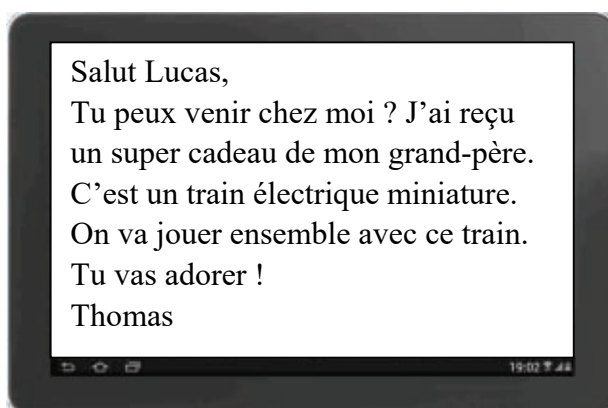 Salut Lucas,
Tu peux venir chez moi ? J’ai reçu
un super cadeau de mon grand-père.
C’est un train électrique miniature.
On va jouer ensemble avec ce train.
Tu vas adorer !
Thomas
19:02